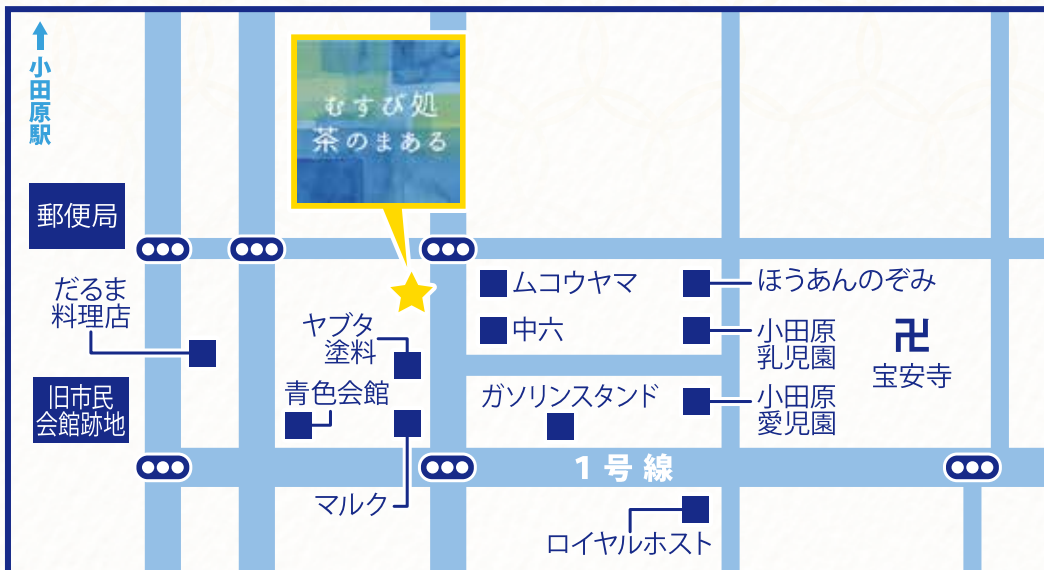 小田原駅
むすび処
茶のまある
郵便局
だるま
料理店
ムコウヤマ
ほうあんのぞみ
中六
小田原
乳児園
卍
宝安寺
ヤブタ
塗料
青色会館
旧市民
会館跡地
ガソリンスタンド
小田原
愛児園
1号線
マルク
ロイヤルホスト